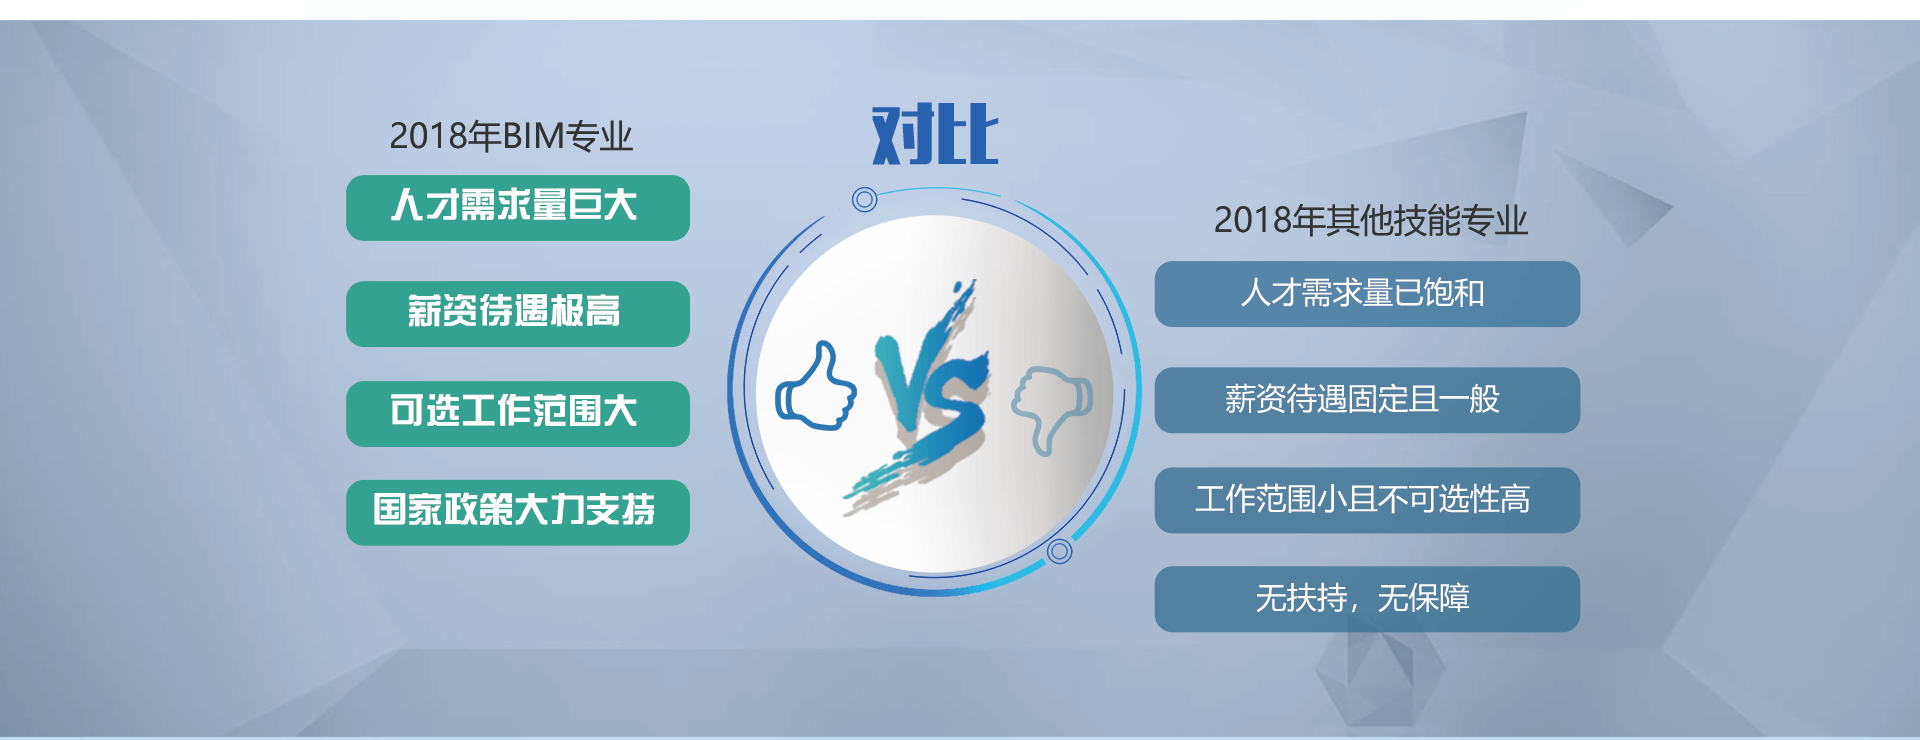 对比
2018年BIM专业
人才需求量巨大
薪资待遇极高
可选工作范围大
国家政策大力支持
VS
2018年其他技能专业
人才需求量已饱和
薪资待遇固定且一般
工作范围小且不可选性高
无扶持，无保障